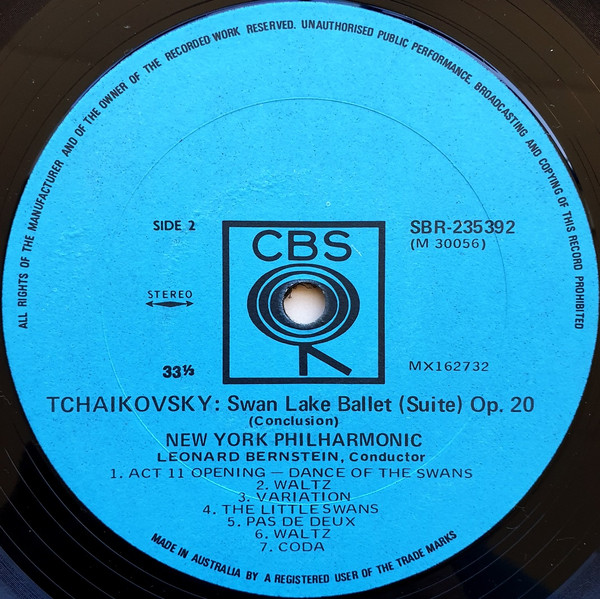 ALL RIGHTS OF THE MANUFACTURER AND OF THE OWNER OF THE RECORDED WORK RESERVED. UNAUTHORISED PUBLIC PERFORMANCE, BROADCASTING AND COPYING OF THIS RECORD PROHIBITED
SIDE 2
CBS
SBR-235392
(M 30056)
STEREO
33⅓
MX162732
TCHAIKOVSKY: Swan Lake Ballet (Suite) Op. 20
(Conclusion)
NEW YORK PHILHARMONIC
LEONARD BERNSTEIN, Conductor
1. ACT 11 OPENING — DANCE OF THE SWANS
2. WALTZ
3. VARIATION
4. THE LITTLE SWANS
5. PAS DE DEUX
6. WALTZ
7. CODA
MADE IN AUSTRALIA BY A REGISTERED USER OF THE TRADE MARKS